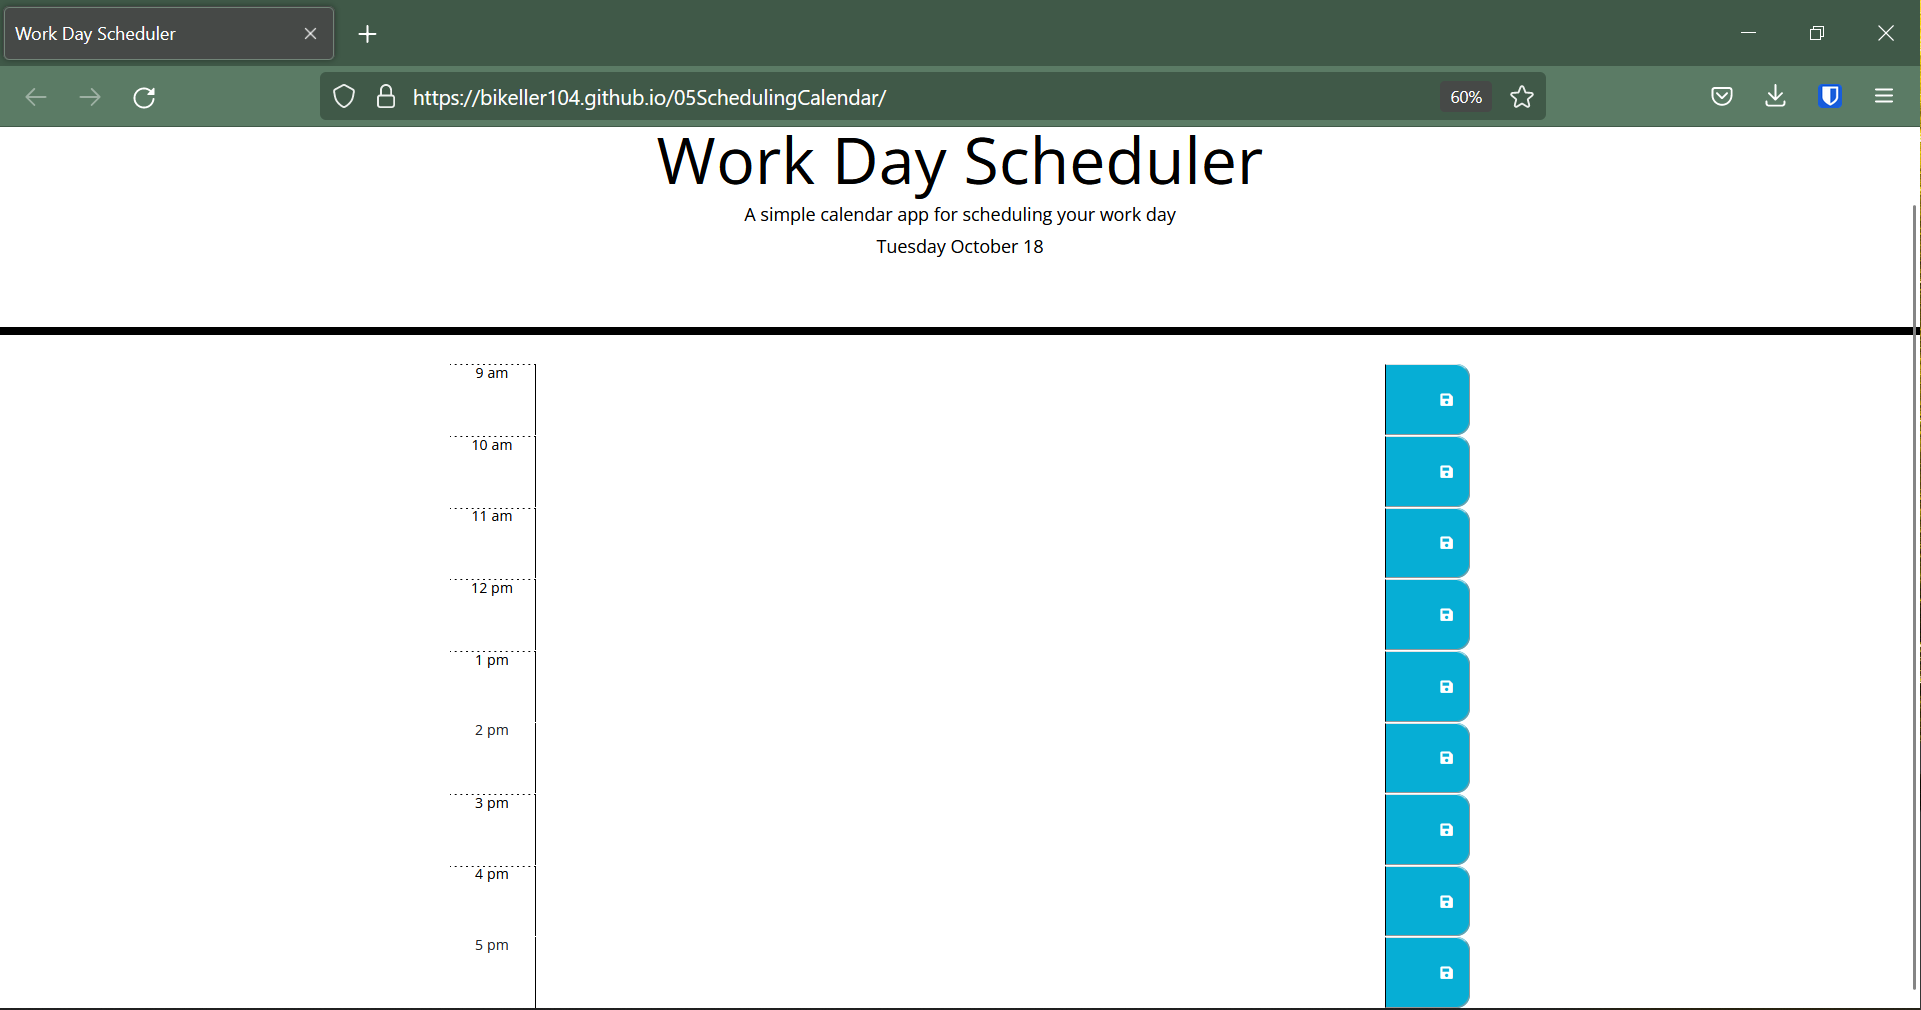 Work Day Scheduler
https://bikeller104.github.io/05SchedulingCalendar/
60%
Work Day Scheduler
A simple calendar app for scheduling your work day
Tuesday October 18
9 am
10 am
11 am
12 pm
1 pm
2 pm
3 pm
4 pm
5 pm